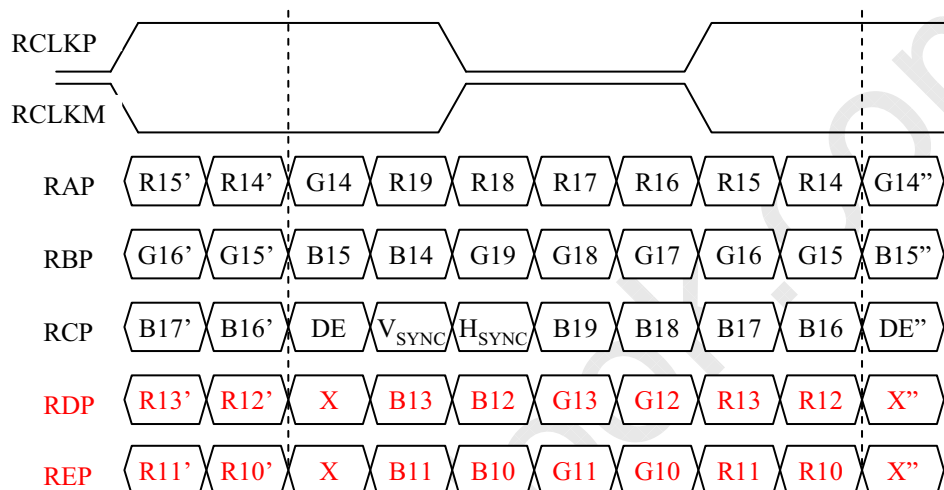 RCLKP
RCLKM
RAP R15’ R14’ G14 R19 R18 R17 R16 R15 R14 G14”
RBP G16’ G15’ B15 B14 G19 G18 G17 G16 G15 B15”
RCP B17’ B16’ DE VSYNC HSYNC B19 B18 B17 B16 DE”
RDP R13’ R12’ X B13 B12 G13 G12 R13 R12 X”
REP R11’ R10’ X B11 B10 G11 G10 R11 R10 X”